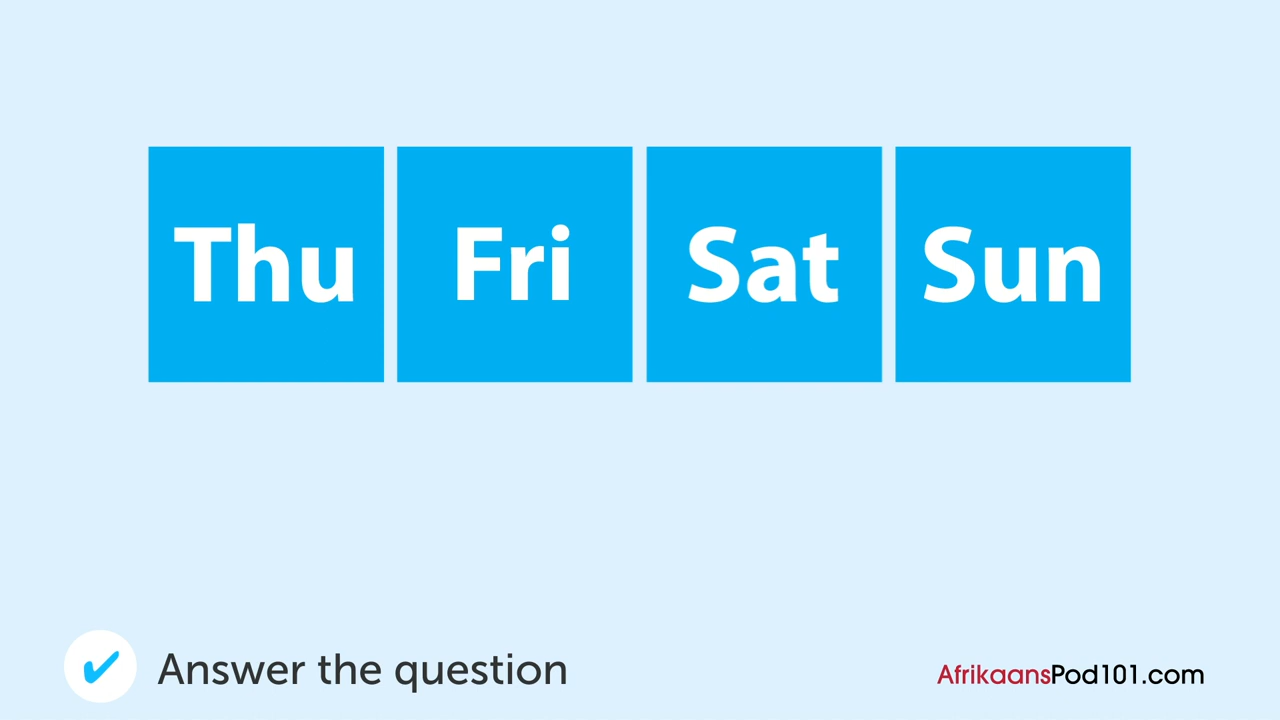 Thu Fri Sat Sun
Answer the question
AfrikaansPod101.com